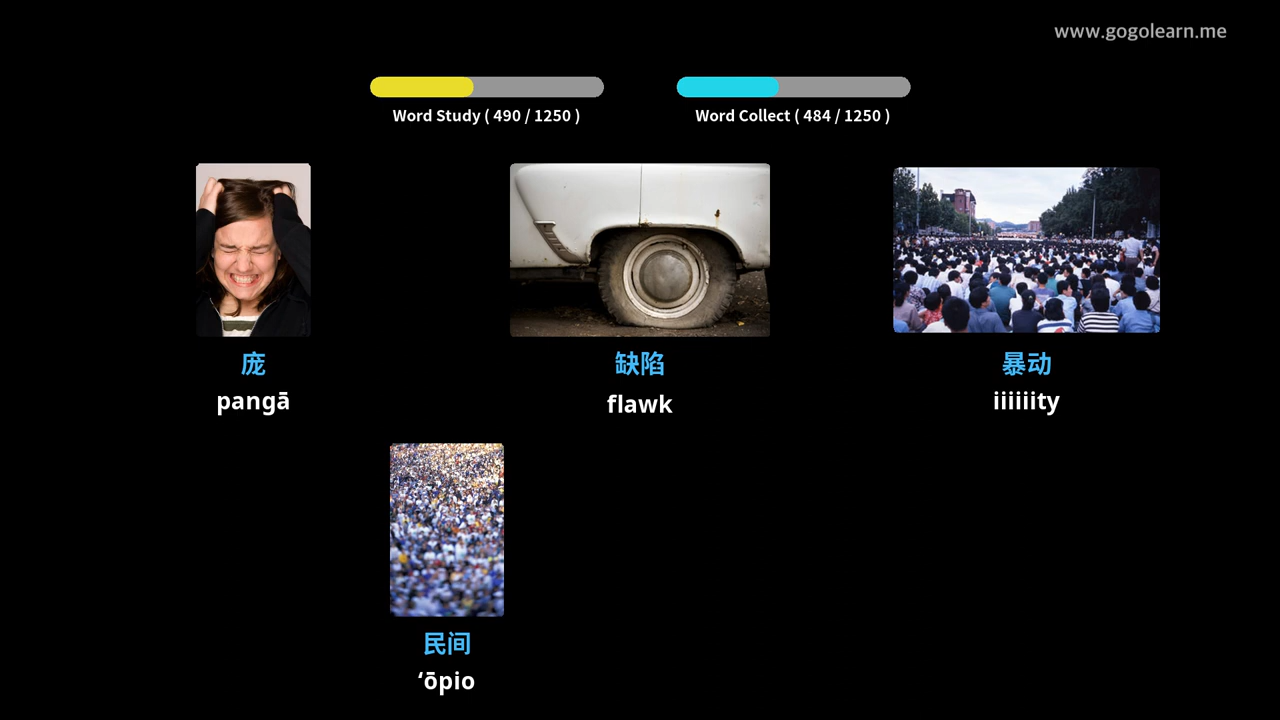 www.gogolearn.me
Word Study ( 490 / 1250 )
Word Collect ( 484 / 1250 )
庞
pangā
缺陷
flawk
暴动
iiiiiity
民间
ʻōpio